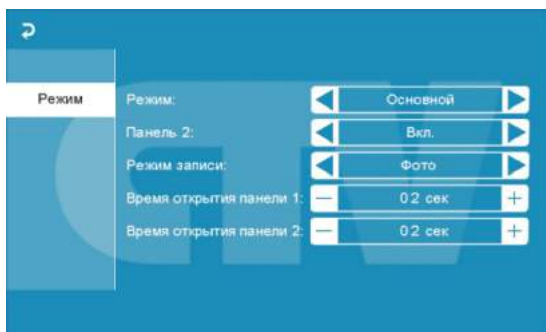 Режим
Режим: Основной
Панель 2: Вкл.
Режим записи: Фото
Время открытия панели 1: — 02 сек +
Время открытия панели 2: — 02 сек +